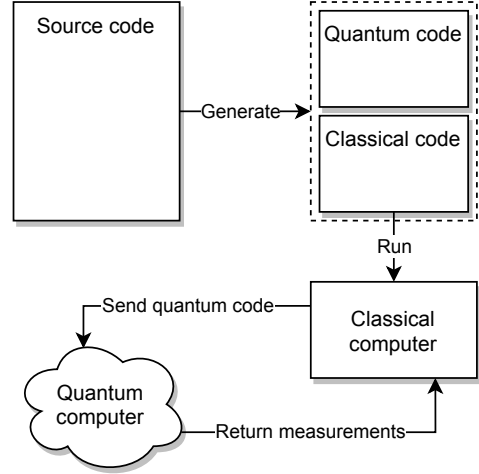 Source code
Quantum code
Generate
Classical code
Run
Send quantum code
Classical
computer
Quantum
computer
Return measurements